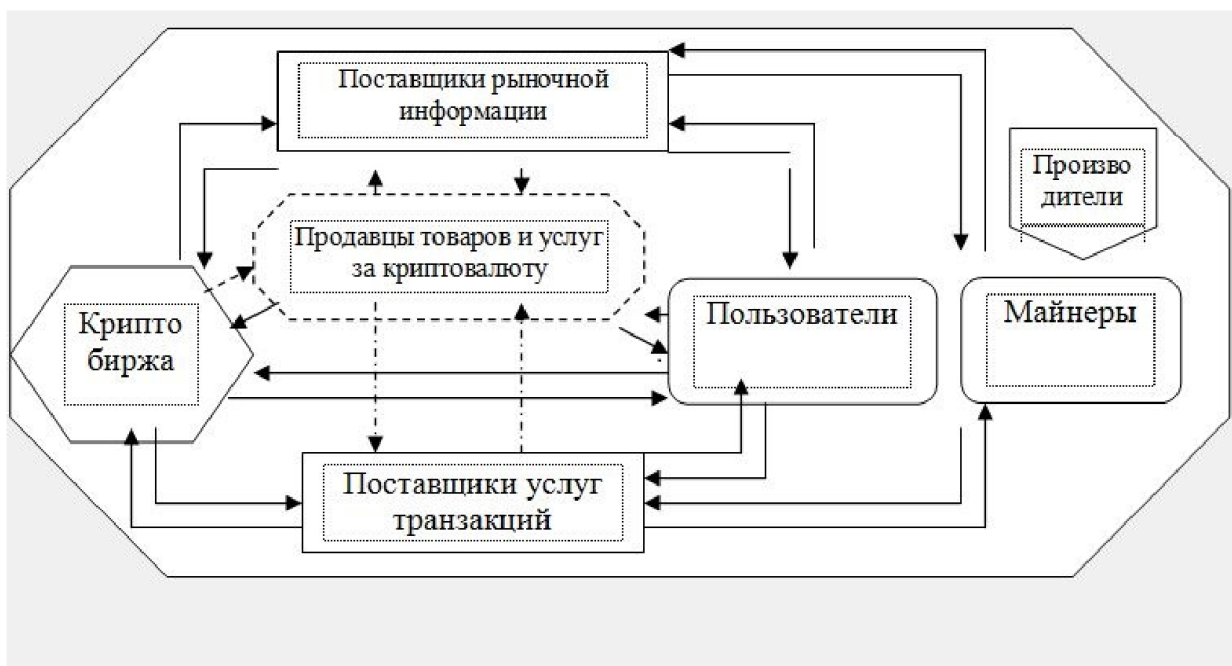 Поставщики рыночной
информации
Произво
дители
Продавцы товаров и услуг
за криптовалюту
Крипто
биржа
Пользователи
Майнеры
Поставщики услуг
транзакций